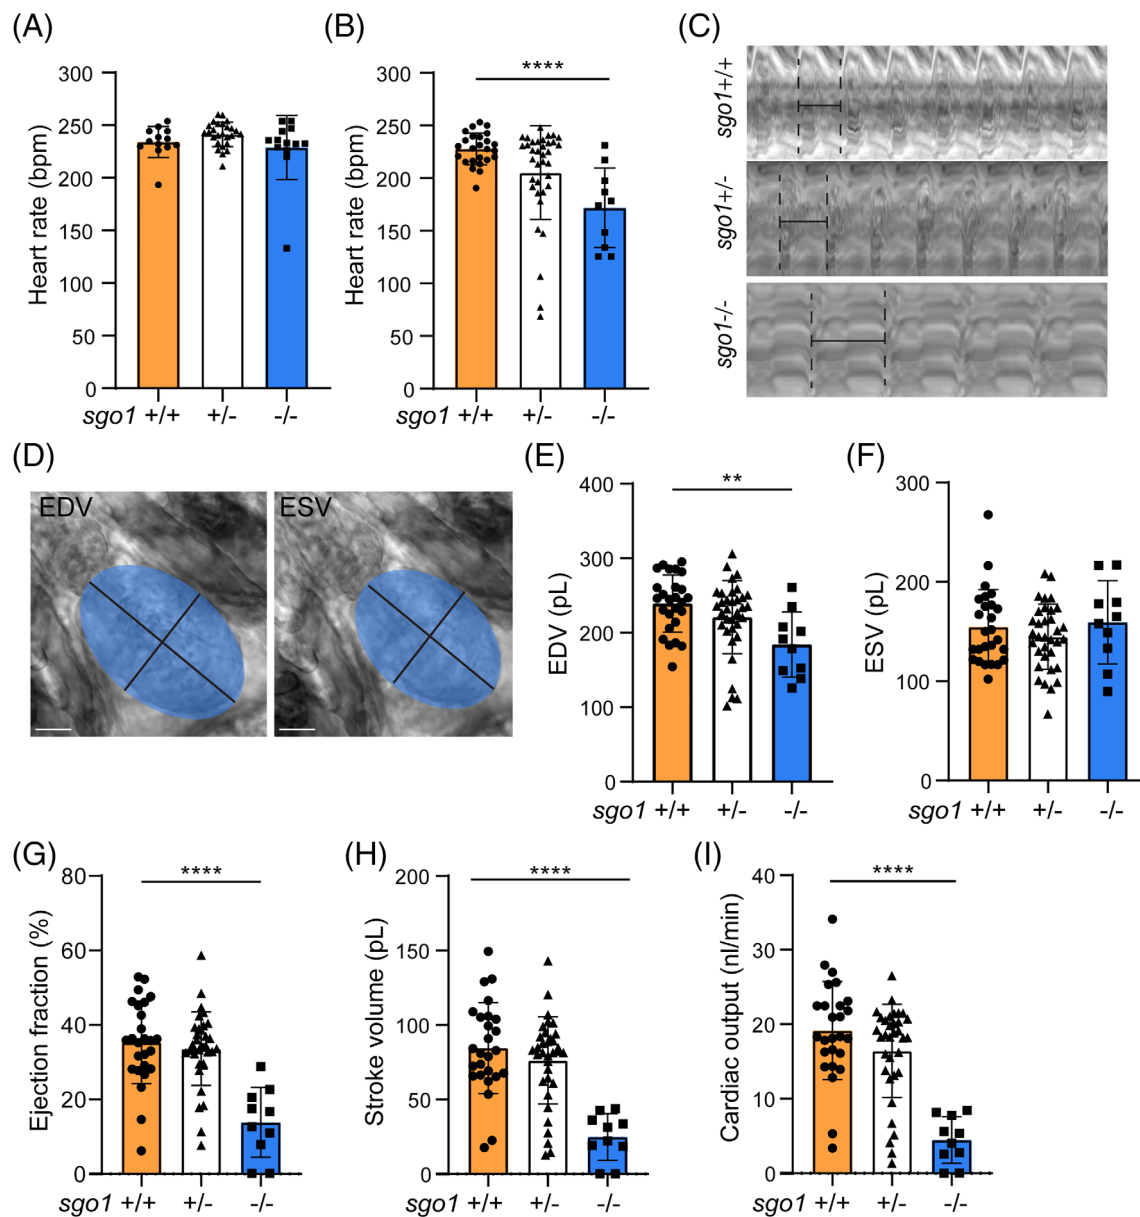 (A)
Heart rate (bpm)
300
250
200
150
100
50
0
sgo1 +/+ +/- -/-
(B)
****
Heart rate (bpm)
300
250
200
150
100
50
0
sgo1 +/+ +/- -/-
(C)
sgo1+/+
sgo1+/-
sgo1-/-
(D)
EDV
ESV
(E)
**
EDV (pL)
400
300
200
100
0
sgo1 +/+ +/- -/-
(F)
ESV (pL)
300
200
100
0
sgo1 +/+ +/- -/-
(G)
****
Ejection fraction (%)
80
60
40
20
0
sgo1 +/+ +/- -/-
(H)
****
Stroke volume (pL)
200
150
100
50
0
sgo1 +/+ +/- -/-
(I)
****
Cardiac output (nl/min)
40
30
20
10
0
sgo1 +/+ +/- -/-